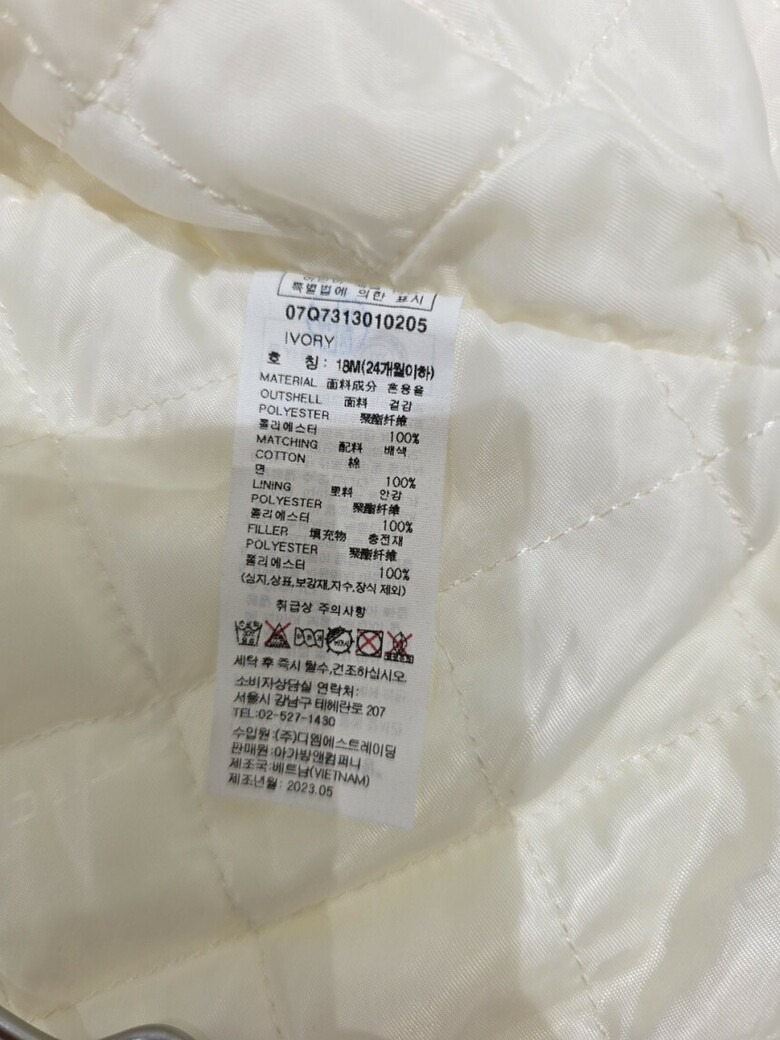 특별법에 의한 표시
07Q7313010205
IVORY
호 칭: 18M(24개월이하)
MATERIAL 面料成分 혼용율
OUTSHELL 面料 겉감
POLYESTER 聚酯纤维
폴리에스터 100%
MATCHING 配料 배색
COTTON 棉
면 100%
LINING 里料 안감
POLYESTER 聚酯纤维
폴리에스터 100%
FILLER 填充物 충전재
POLYESTER 聚酯纤维
폴리에스터 100%
(심지,상표,보강재,자수,장식 제외)
취급상 주의사항
세탁 후 즉시 탈수,건조하십시오
소비자상담실 연락처:
서울시 강남구 테헤란로 207
TEL:02-527-1430
수입원:(주)디엠에스트레이딩
판매원:아가방앤컴퍼니
제조국:베트남(VIETNAM)
제조년월: 2023.05